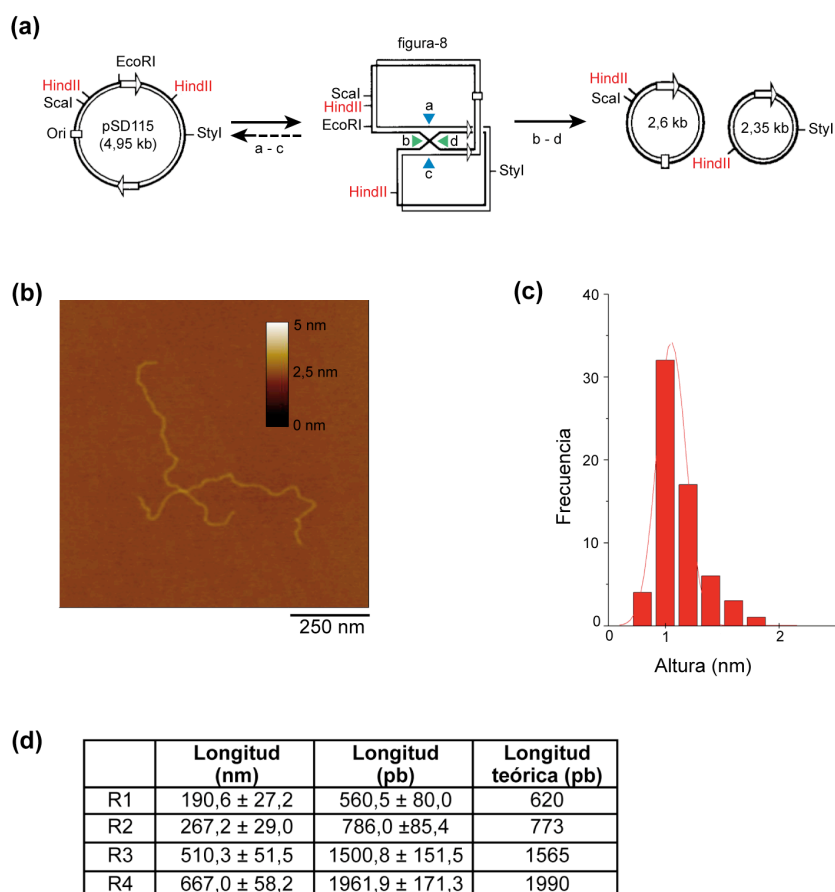 (a)
EcoRI
HindII
HindII
ScaI
Ori
pSD115
(4,95 kb)
StyI
a - c
figura-8
ScaI
HindII
EcoRI
a
b
d
c
StyI
HindII
b - d
HindII
ScaI
2,6 kb
2,35 kb
HindII
(b)
5 nm
2,5 nm
0 nm
250 nm
(c)
40
30
20
10
0
Frecuencia
0 1 2
Altura (nm)
(d)
Longitud (nm) Longitud (pb) Longitud teórica (pb)
R1 190,6 ± 27,2 560,5 ± 80,0 620
R2 267,2 ± 29,0 786,0 ±85,4 773
R3 510,3 ± 51,5 1500,8 ± 151,5 1565
R4 667,0 ± 58,2 1961,9 ± 171,3 1990